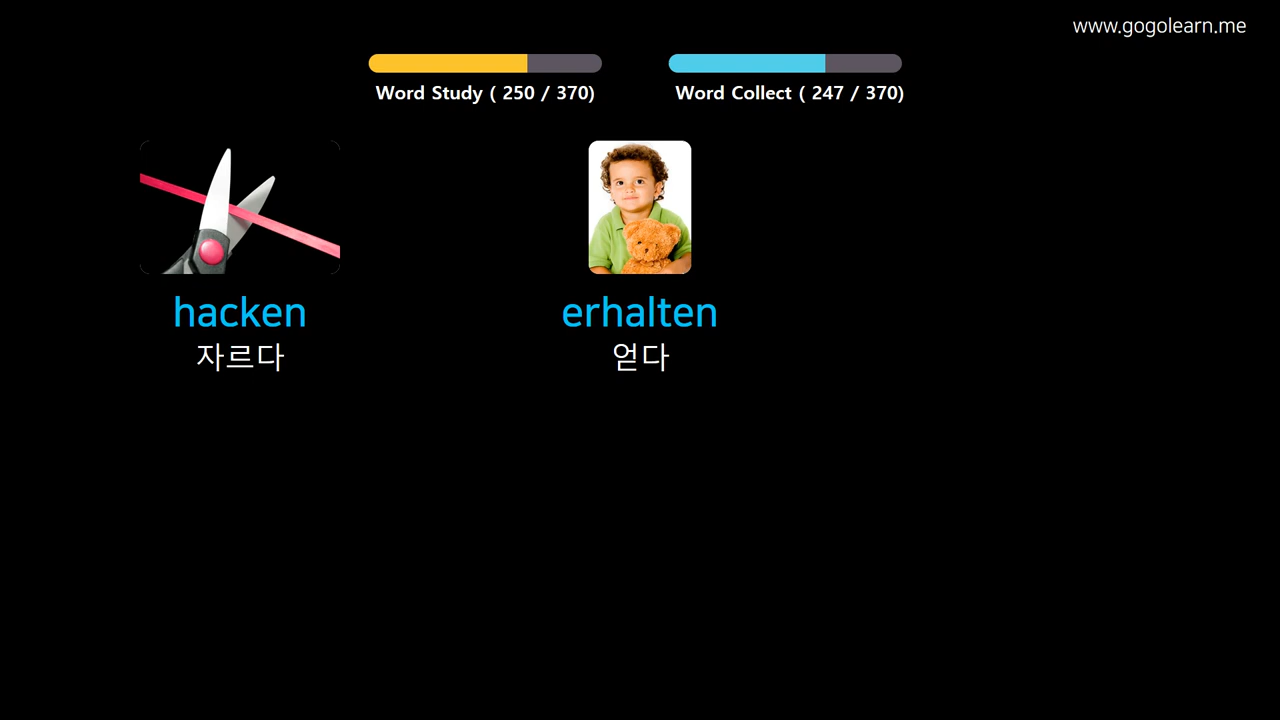 www.gogolearn.me
Word Study ( 250 / 370)
Word Collect ( 247 / 370)
hacken
자르다
erhalten
얻다